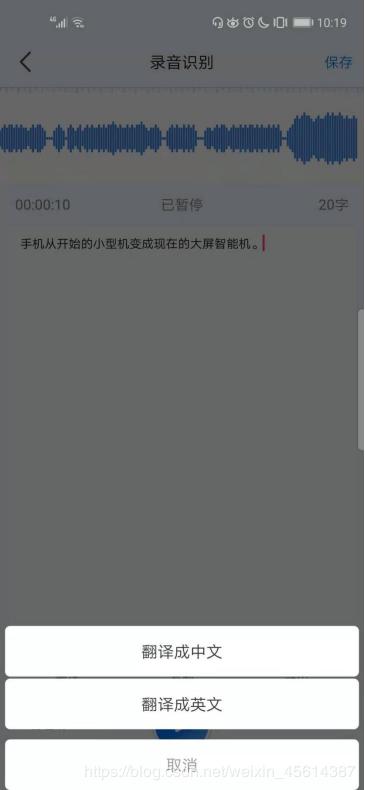 4G 10:19
录音识别 保存
00:00:10 已暂停 20字
手机从开始的小型机变成现在的大屏智能机。
翻译成中文
翻译成英文
取消
https://blog.csdn.net/weixin_45614387